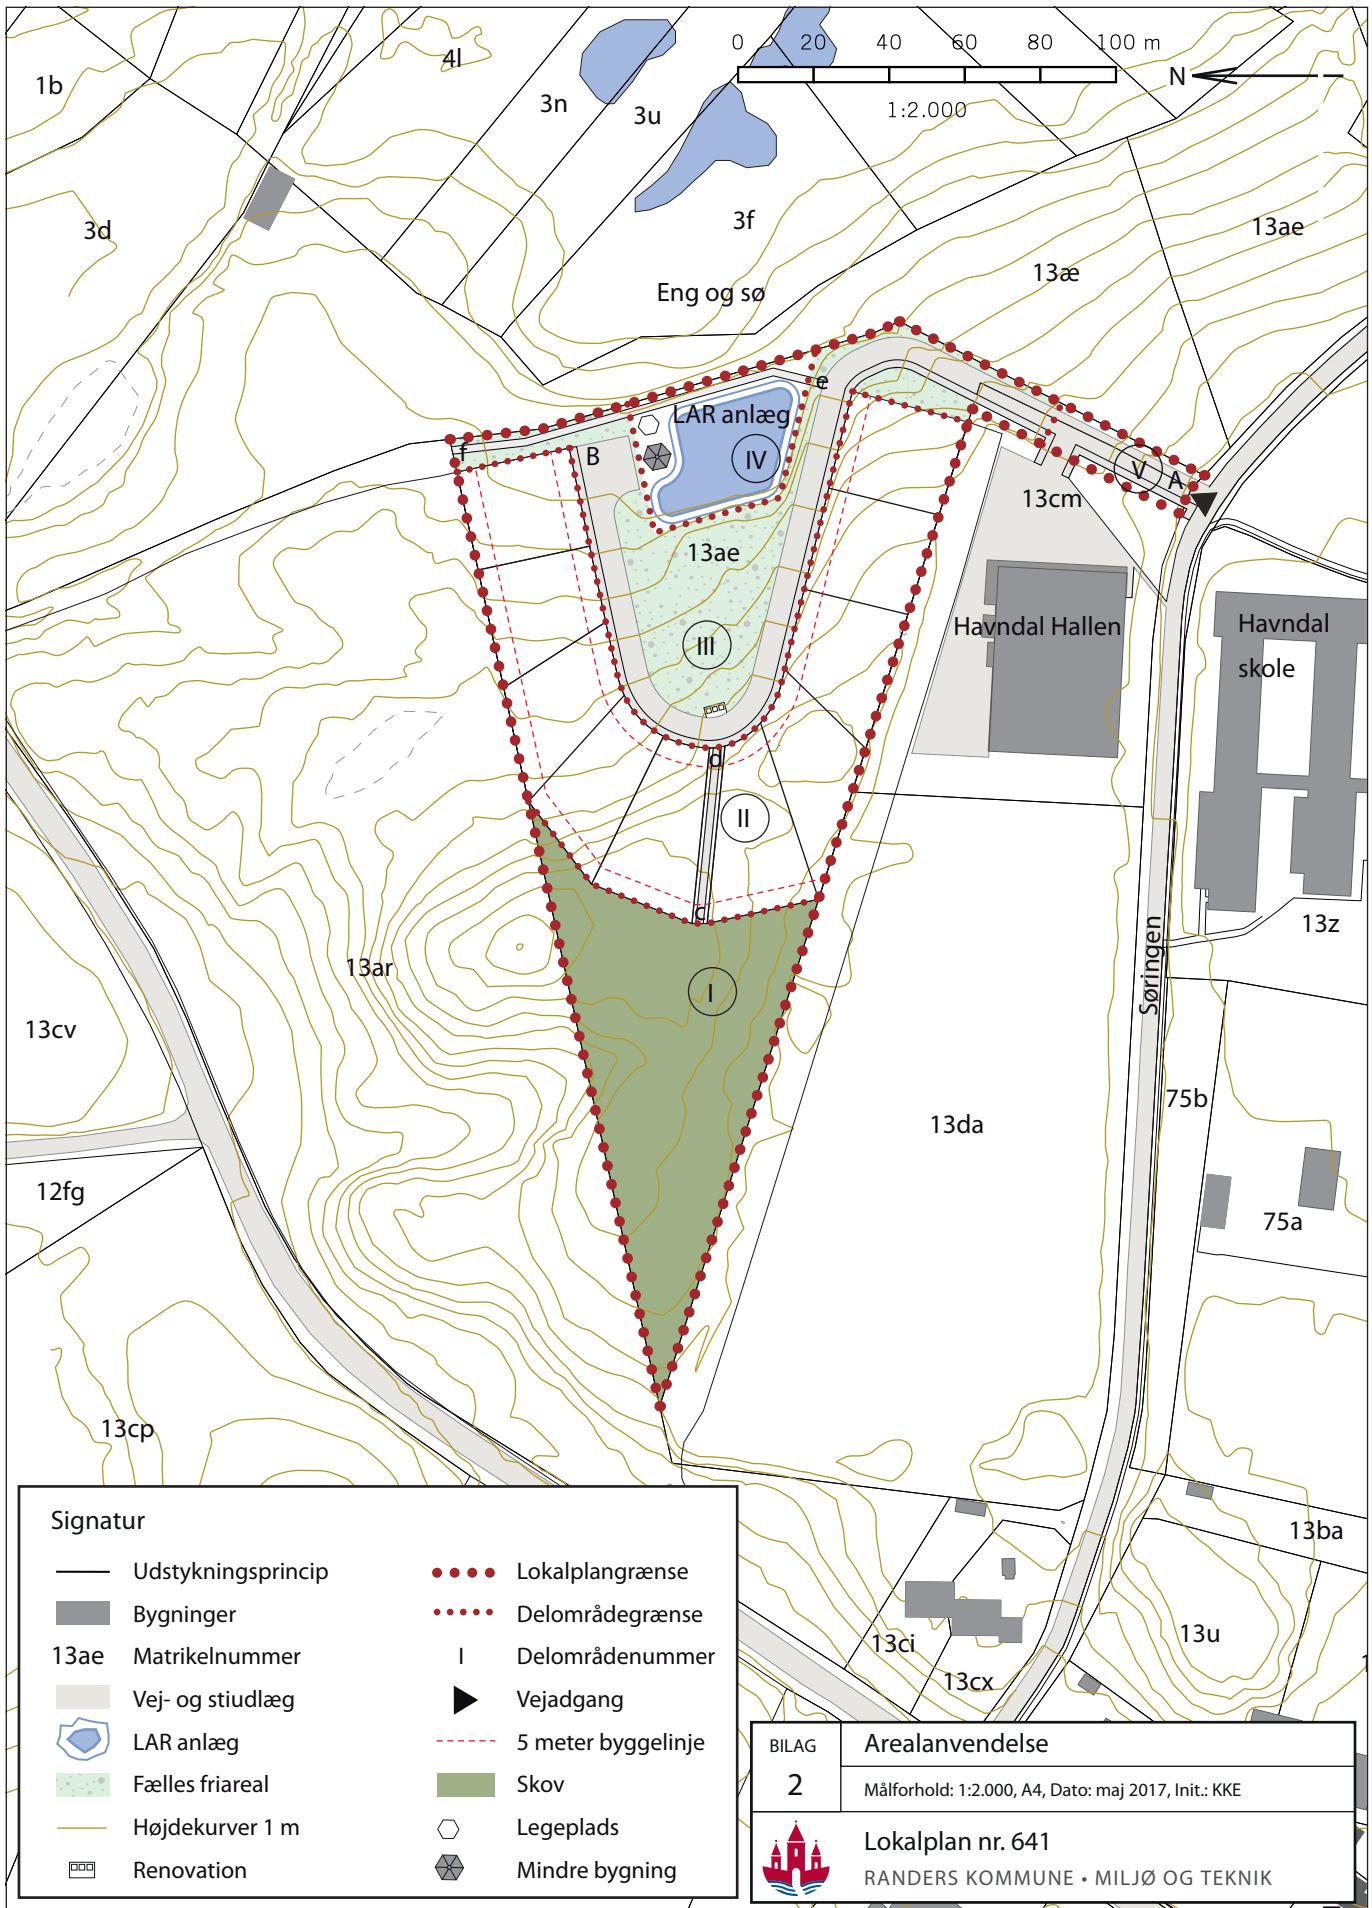 0 20 40 60 80 100 m
N
1:2.000
1b
4l
3n
3u
3d
3f
13ae
13æ
Eng og sø
e
LAR anlæg
f
B
IV
V
A
13cm
13ae
Havndal Hallen
Havndal
skole
III
d
II
c
13z
Søringen
13ar
I
13cv
75b
13da
12fg
75a
13cp
13ba
13u
13ci
13cx
1
Signatur
Udstykningsprincip
Bygninger
13ae Matrikelnummer
Vej- og stiudlæg
LAR anlæg
Fælles friareal
Højdekurver 1 m
Renovation
Lokalplangrænse
Delområdegrænse
I Delområdenummer
Vejadgang
5 meter byggelinje
Skov
Legeplads
Mindre bygning
BILAG
2
Arealanvendelse
Målforhold: 1:2.000, A4, Dato: maj 2017, Init.: KKE
Lokalplan nr. 641
RANDERS KOMMUNE • MILJØ OG TEKNIK